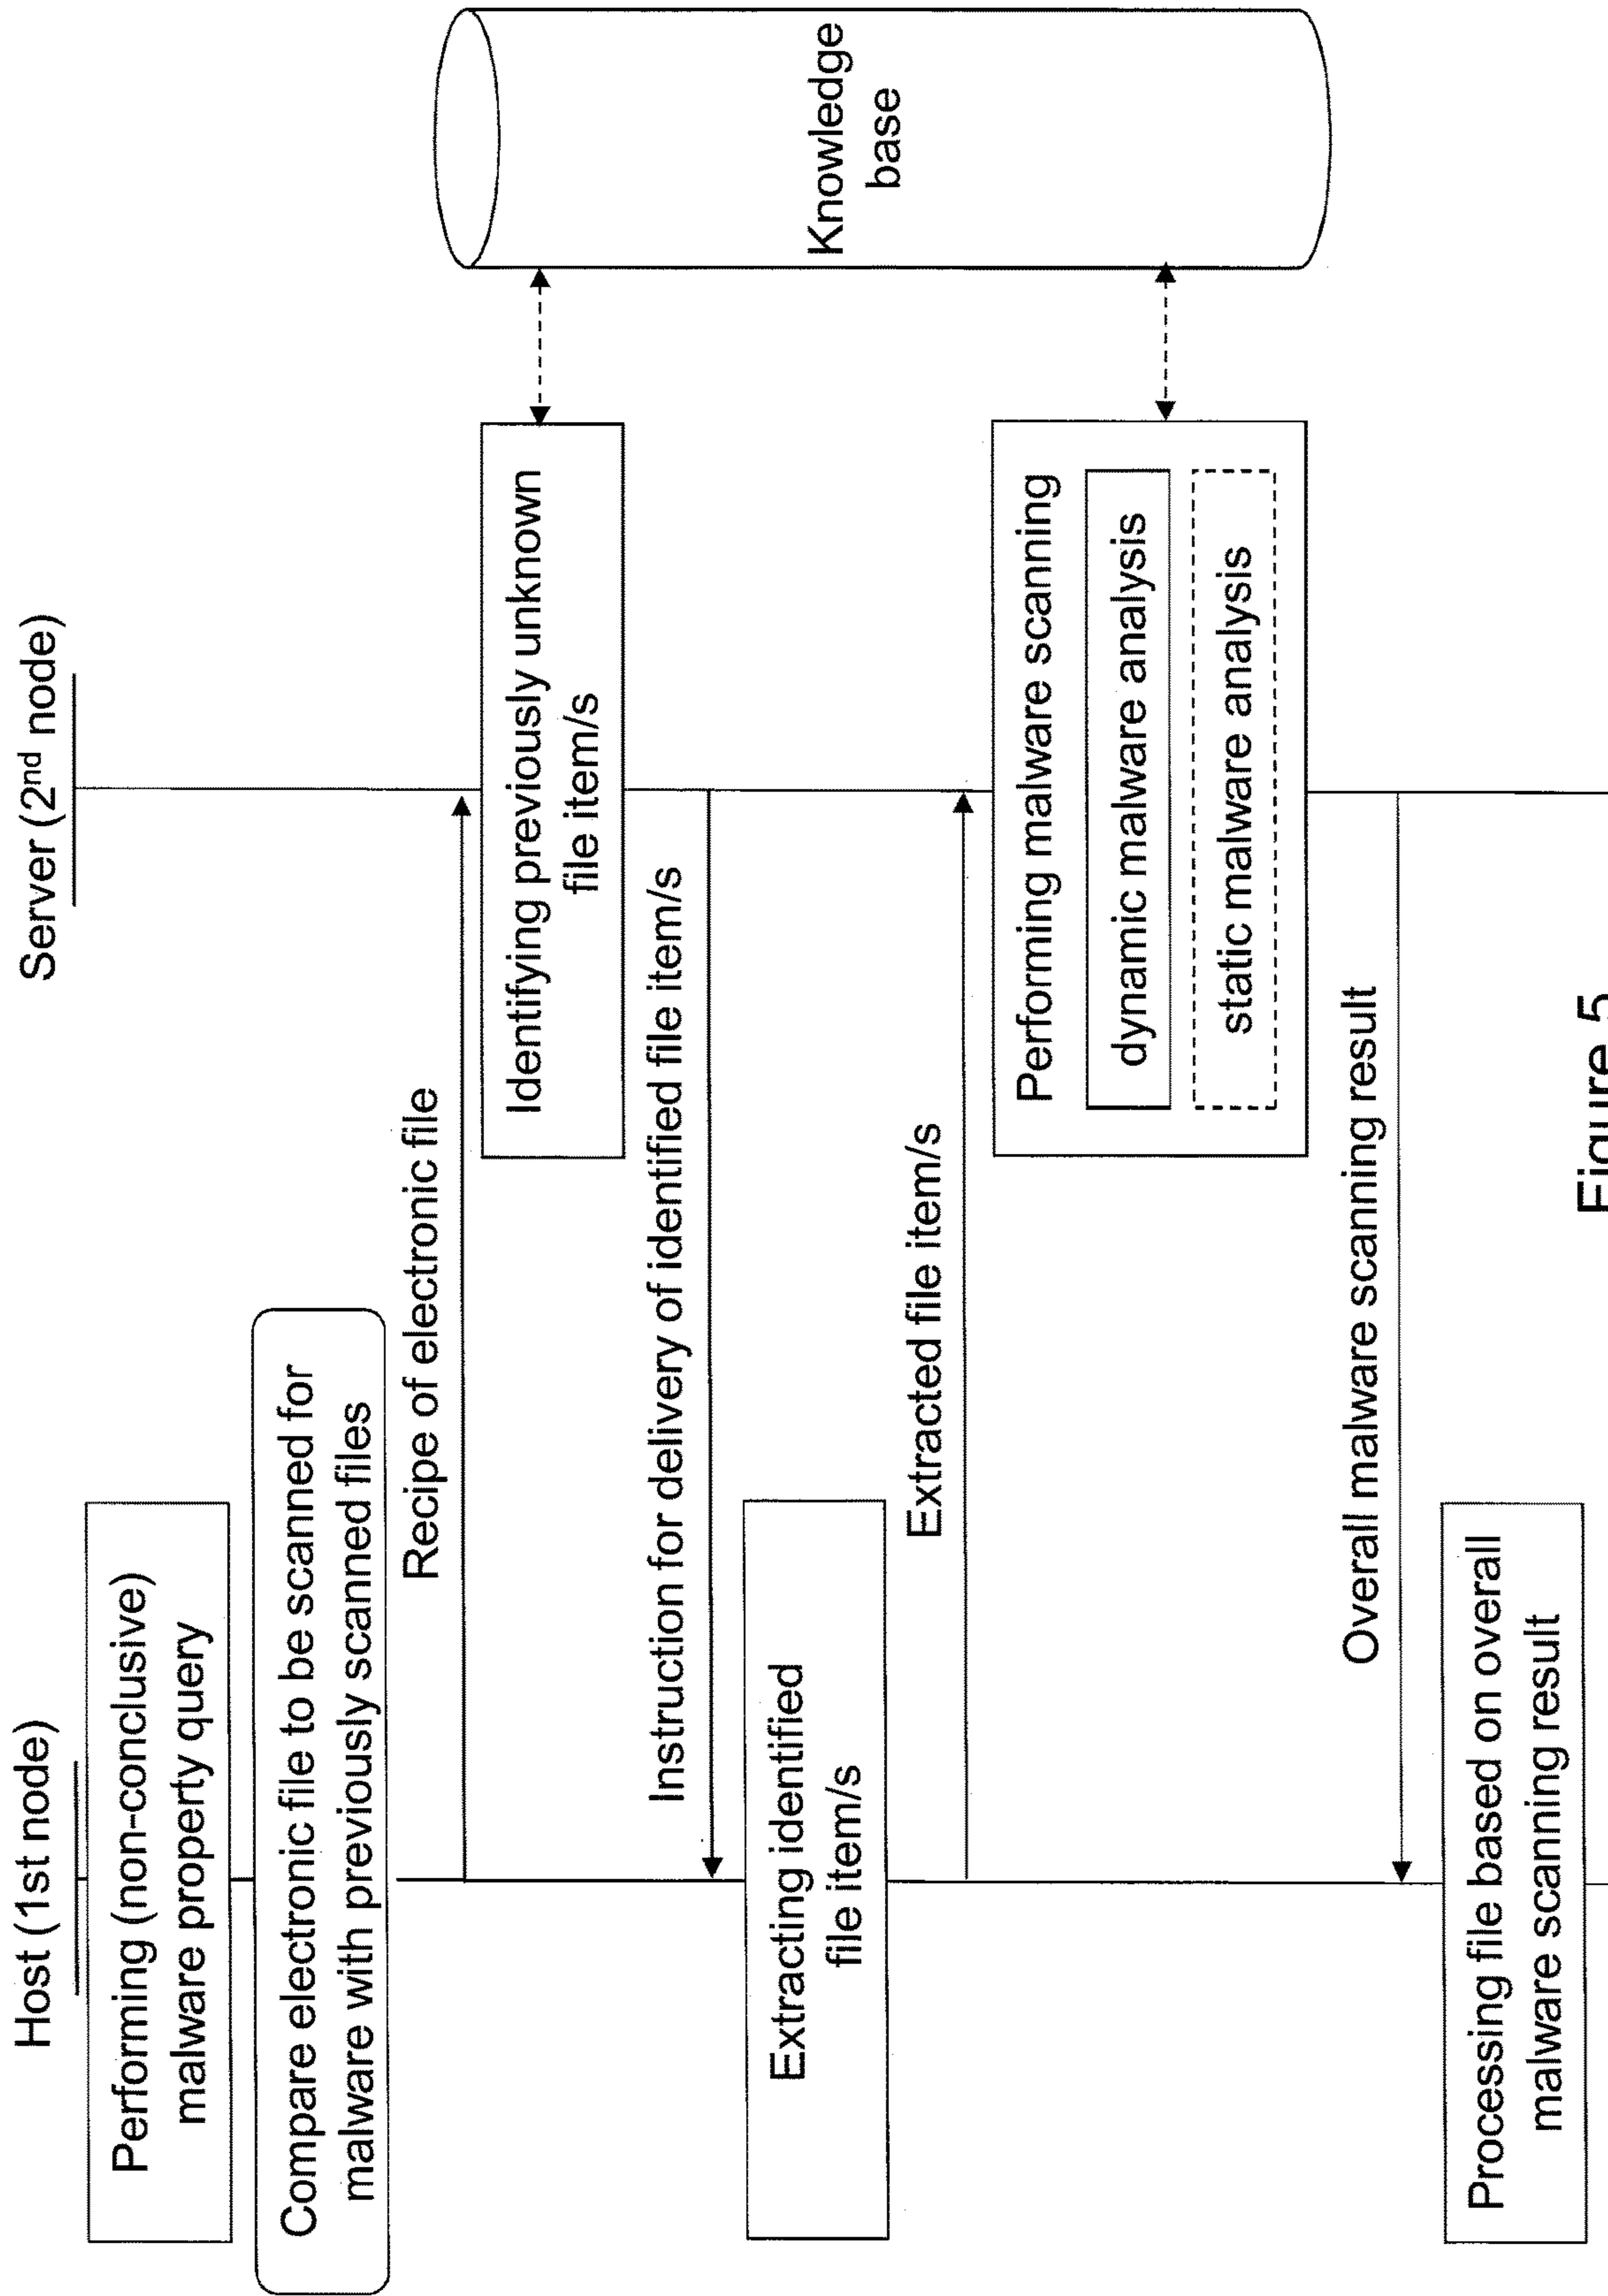 Host (1st node)
Server (2nd node)
Performing (non-conclusive)
malware property query
Compare electronic file to be scanned for
malware with previously scanned files
Recipe of electronic file
Identifying previously unknown
file item/s
Knowledge
base
Instruction for delivery of identified file item/s
Extracting identified
file item/s
Extracted file item/s
Performing malware scanning
dynamic malware analysis
static malware analysis
Overall malware scanning result
Processing file based on overall
malware scanning result
Figure 5